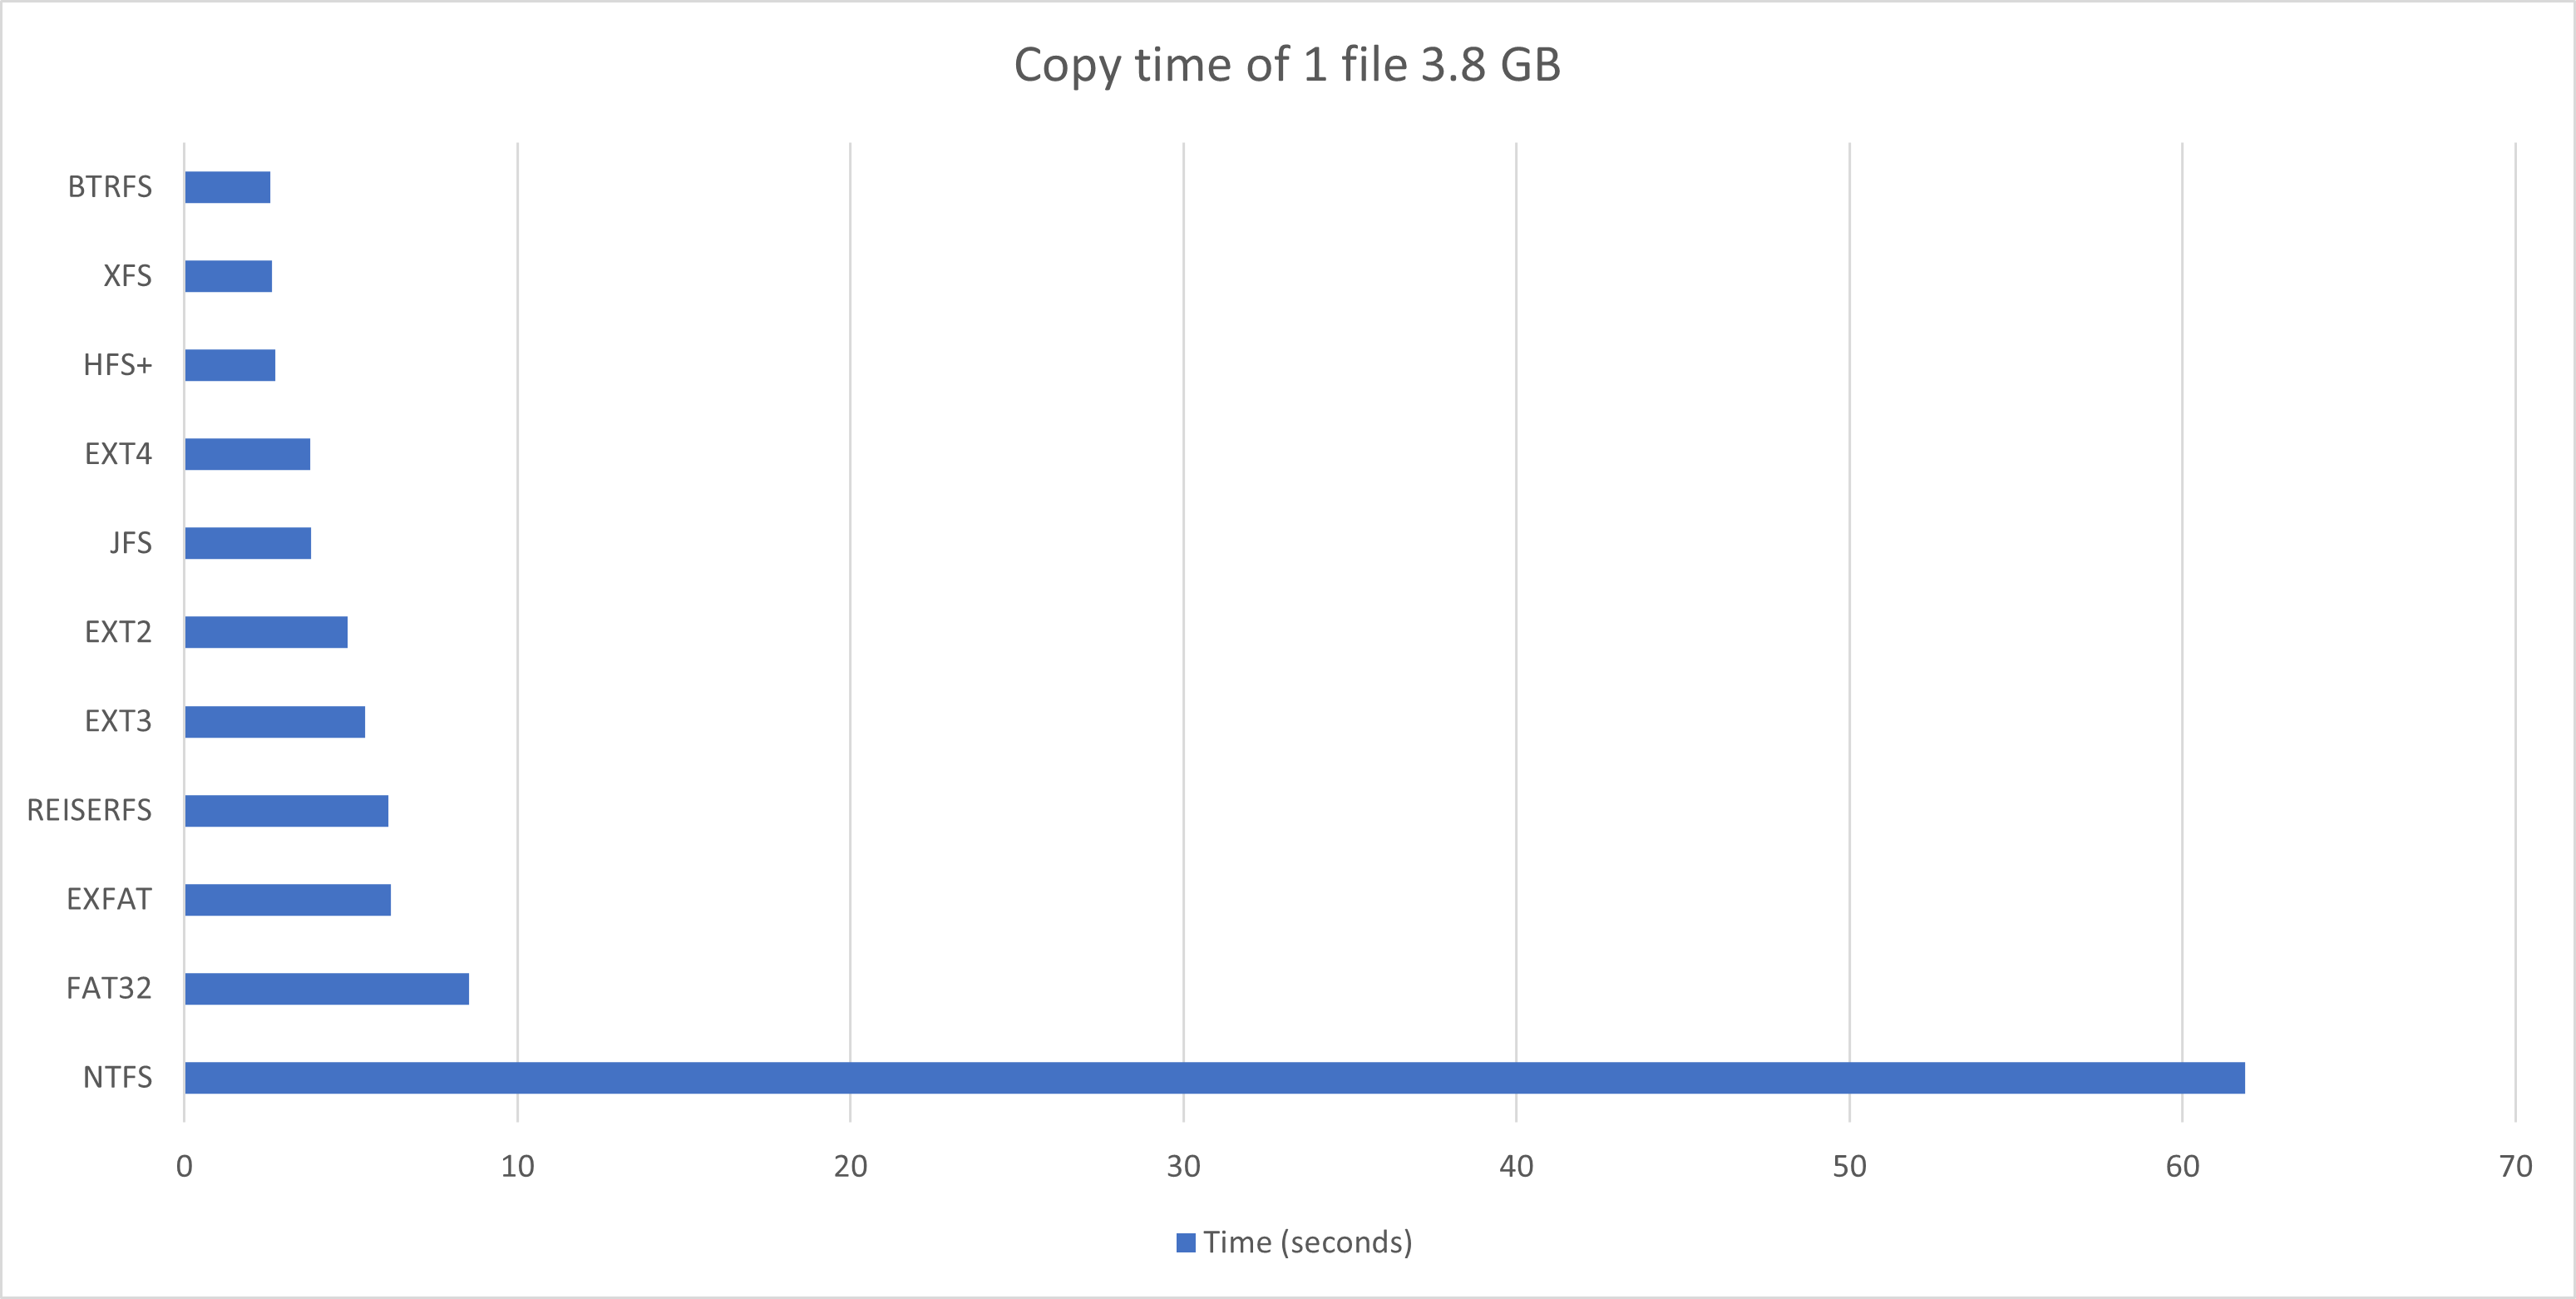 Copy time of 1 file 3.8 GB
BTRFS
XFS
HFS+
EXT4
JFS
EXT2
EXT3
REISERFS
EXFAT
FAT32
NTFS
0 10 20 30 40 50 60 70
Time (seconds)